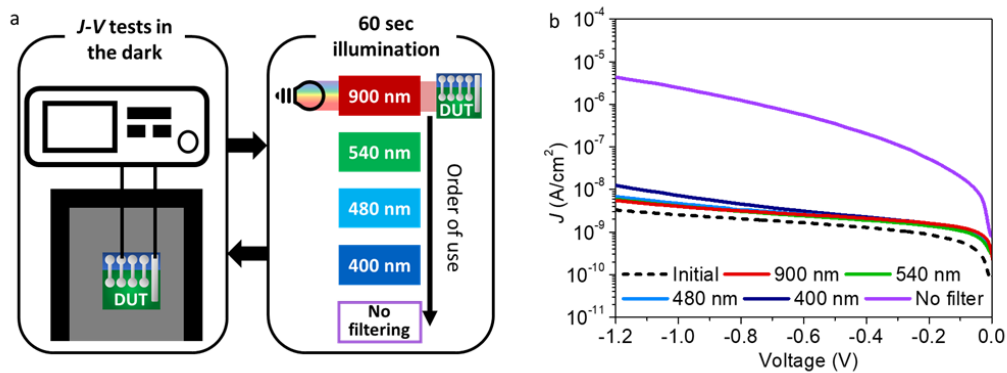 a
J-V tests in
the dark
DUT
60 sec
illumination
900 nm
DUT
540 nm
480 nm
400 nm
No
filtering
Order of use
b
J (A/cm²)
10⁻⁴
10⁻⁵
10⁻⁶
10⁻⁷
10⁻⁸
10⁻⁹
10⁻¹⁰
10⁻¹¹
Initial 900 nm 540 nm
480 nm 400 nm No filter
-1.2 -1.0 -0.8 -0.6 -0.4 -0.2 0.0
Voltage (V)